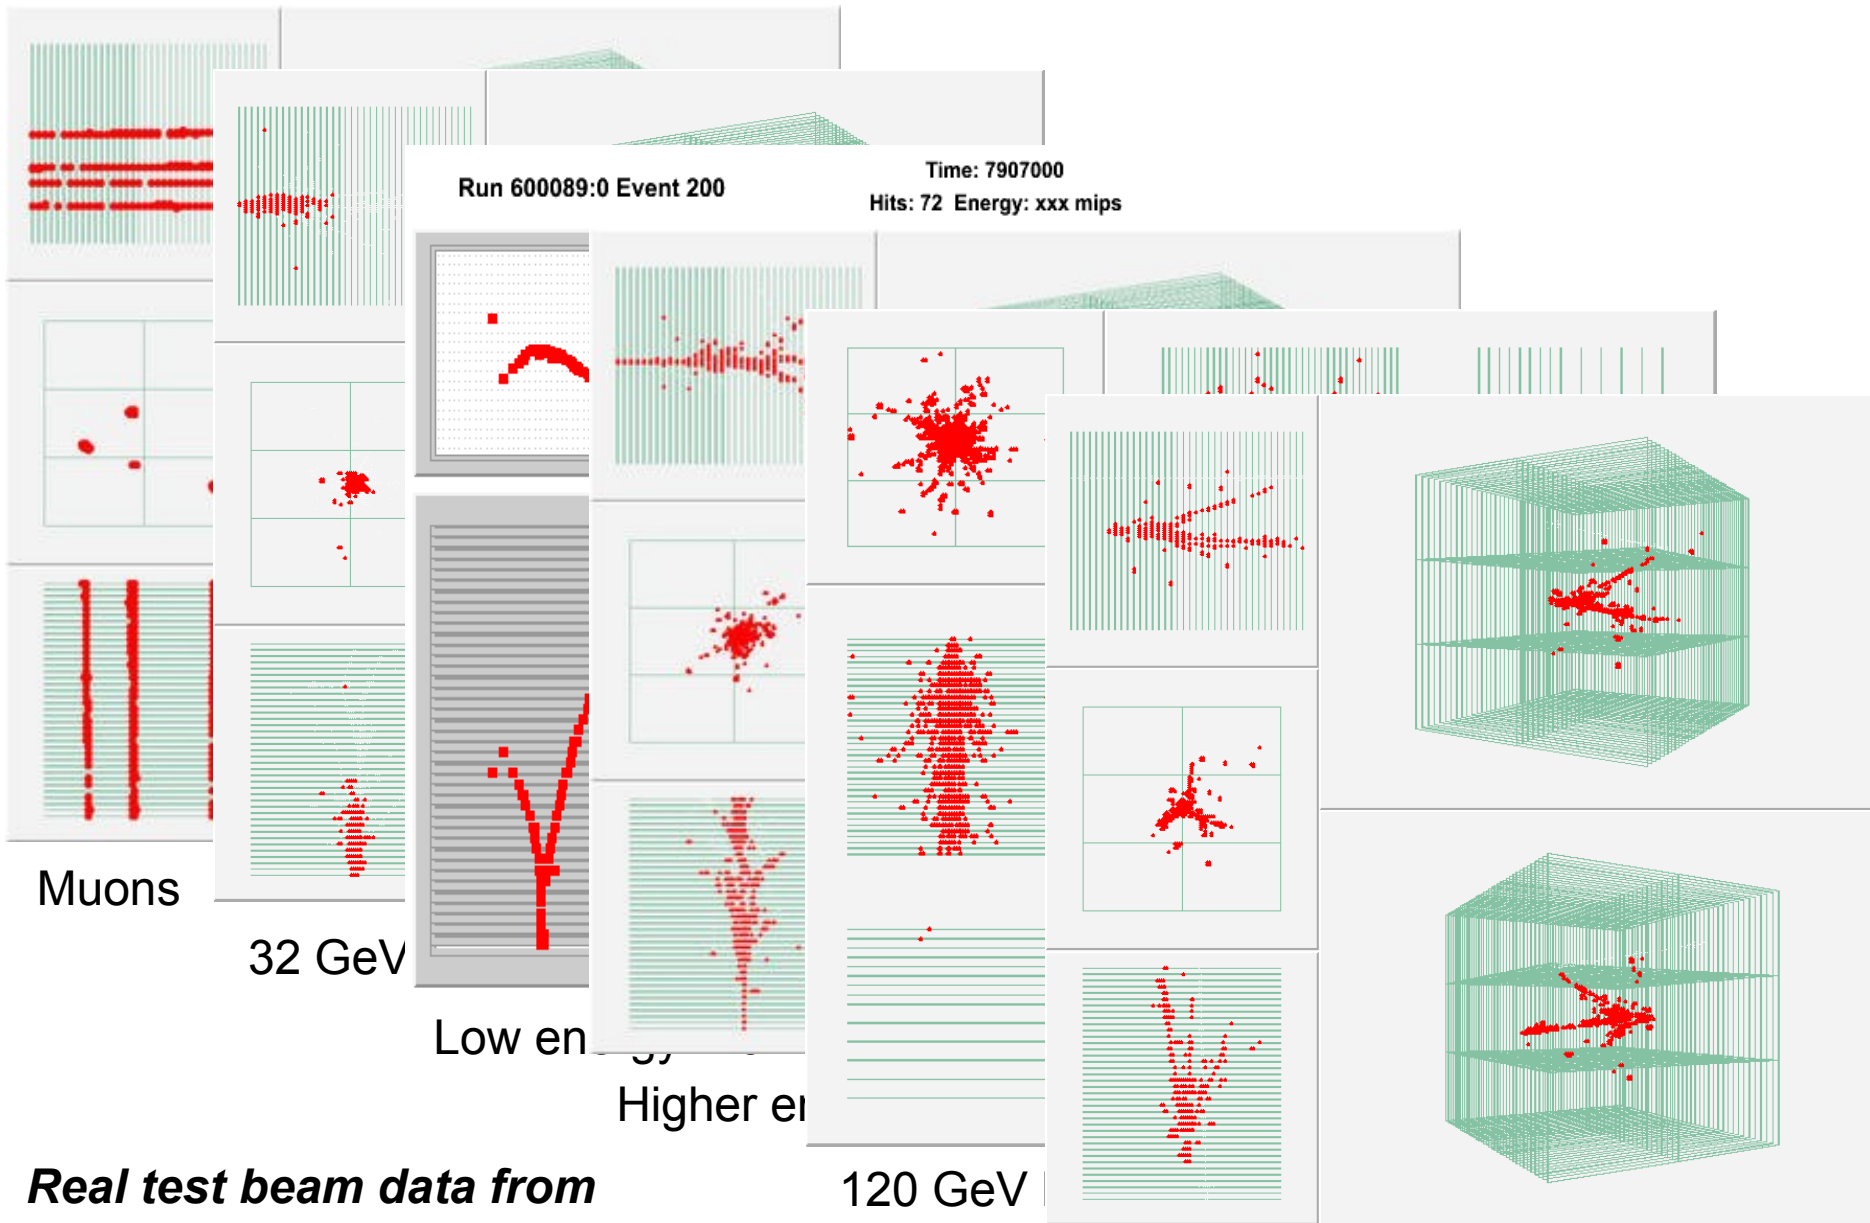 Run 600089:0 Event 200
Time: 7907000
Hits: 72 Energy: xxx mips
Muons
32 GeV
Low
Higher
120 GeV
Real test beam data from